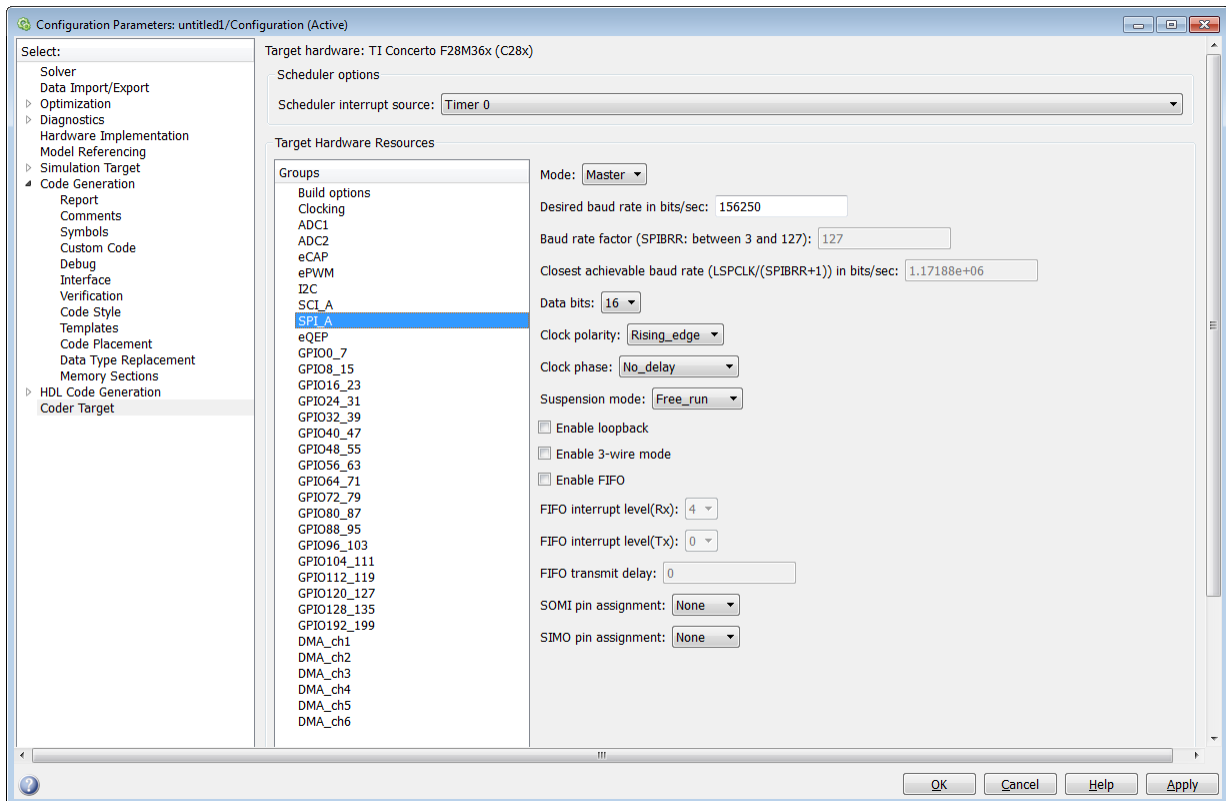 Configuration Parameters: untitled1/Configuration (Active)
Select:
Solver
Data Import/Export
Optimization
Diagnostics
Hardware Implementation
Model Referencing
Simulation Target
Code Generation
Report
Comments
Symbols
Custom Code
Debug
Interface
Verification
Code Style
Templates
Code Placement
Data Type Replacement
Memory Sections
HDL Code Generation
Coder Target
Target hardware: TI Concerto F28M36x (C28x)
Scheduler options
Scheduler interrupt source: Timer 0
Target Hardware Resources
Groups
Build options
Clocking
ADC1
ADC2
eCAP
ePWM
I2C
SCI_A
SPI_A
eQEP
GPIO0_7
GPIO8_15
GPIO16_23
GPIO24_31
GPIO32_39
GPIO40_47
GPIO48_55
GPIO56_63
GPIO64_71
GPIO72_79
GPIO80_87
GPIO88_95
GPIO96_103
GPIO104_111
GPIO112_119
GPIO120_127
GPIO128_135
GPIO192_199
DMA_ch1
DMA_ch2
DMA_ch3
DMA_ch4
DMA_ch5
DMA_ch6
Mode: Master
Desired baud rate in bits/sec: 156250
Baud rate factor (SPIBRR: between 3 and 127): 127
Closest achievable baud rate (LSPCLK/(SPIBRR+1)) in bits/sec: 1.17188e+06
Data bits: 16
Clock polarity: Rising_edge
Clock phase: No_delay
Suspension mode: Free_run
Enable loopback
Enable 3-wire mode
Enable FIFO
FIFO interrupt level(Rx): 4
FIFO interrupt level(Tx): 0
FIFO transmit delay: 0
SOMI pin assignment: None
SIMO pin assignment: None
OK Cancel Help Apply